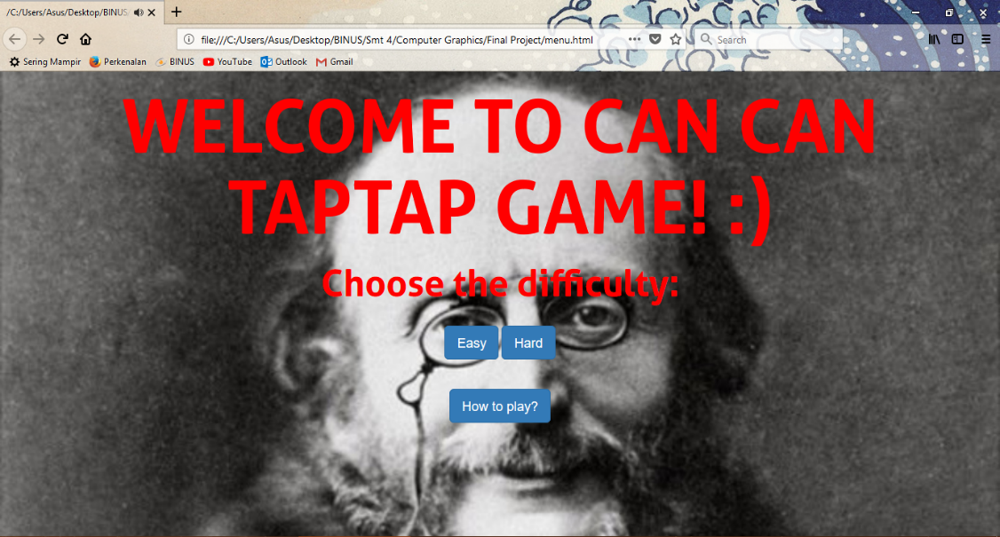 /C:/Users/Asus/Desktop/BINUS/
file:///C:/Users/Asus/Desktop/BINUS/Smt 4/Computer Graphics/Final Project/menu.html
Search
Sering Mampir Perkenalan BINUS YouTube Outlook Gmail
WELCOME TO CAN CAN
TAPTAP GAME! :)
Choose the difficulty:
Easy Hard
How to play?